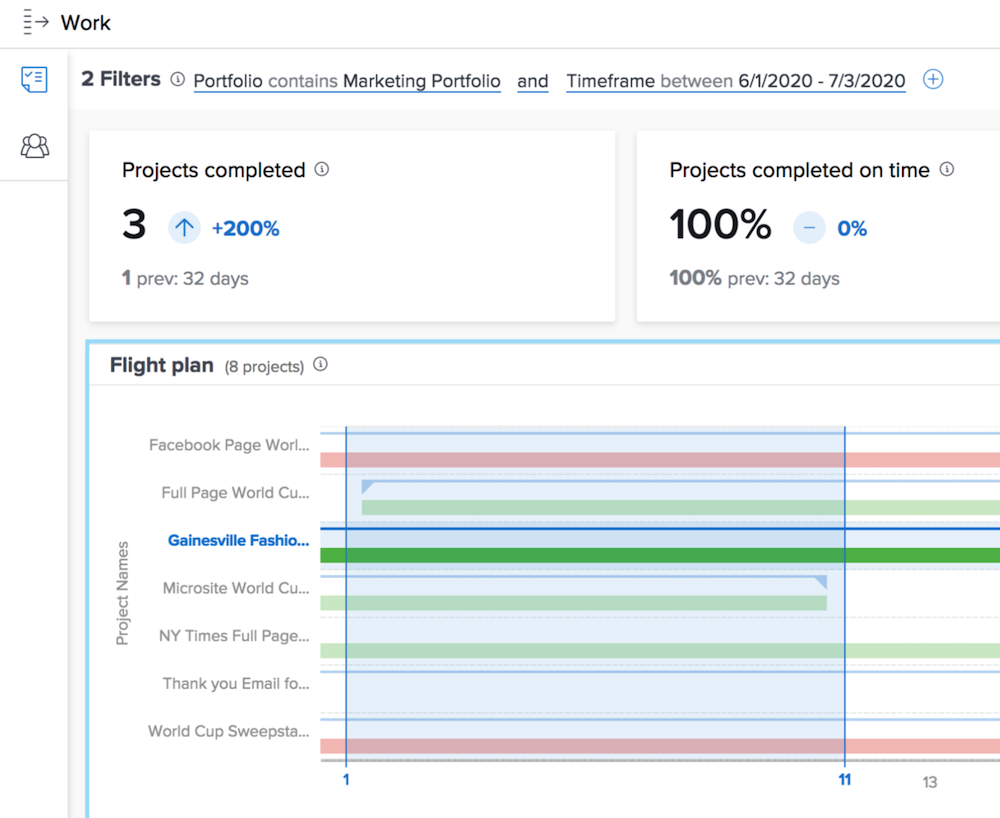 Work
2 Filters Portfolio contains Marketing Portfolio and Timeframe between 6/1/2020 - 7/3/2020
Projects completed
3 +200%
1 prev: 32 days
Projects completed on time
100% 0%
100% prev: 32 days
Flight plan (8 projects)
Project Names
Facebook Page Worl...
Full Page World Cu...
Gainesville Fashio...
Microsite World Cu...
NY Times Full Page...
Thank you Email fo...
World Cup Sweepsta...
1 11 13